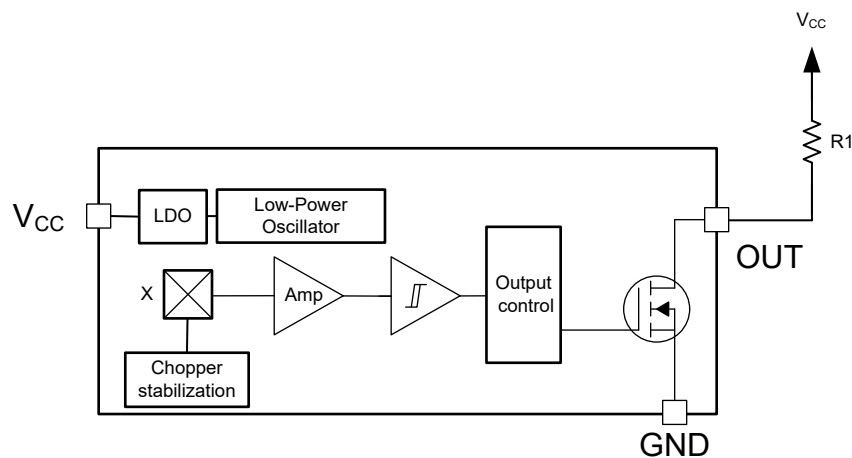 VCC
R1
VCC
LDO
Low-Power
Oscillator
OUT
X
Amp
Output
control
Chopper
stabilization
GND